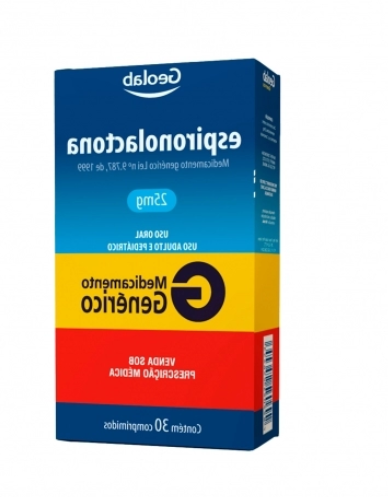 Geolab
espironolactona
Medicamento genérico Lei nº 9.787, de 1999
25mg
USO ORAL
USO ADULTO E PEDIÁTRICO
G
Medicamento
Genérico
VENDA SOB
PRESCRIÇÃO MÉDICA
Contém 30 comprimidos